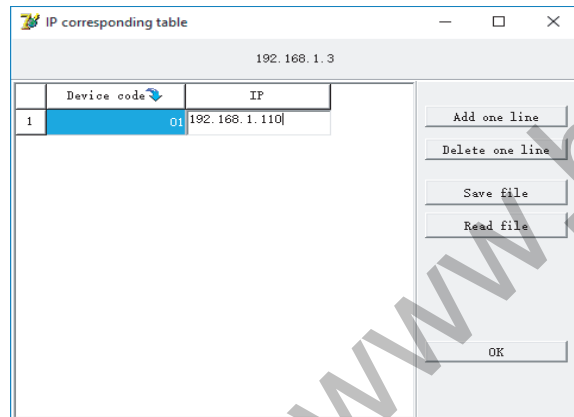 IP corresponding table
192.168.1.3
Device code IP
1 01 192.168.1.110
Add one line
Delete one line
Save file
Read file
OK
www.